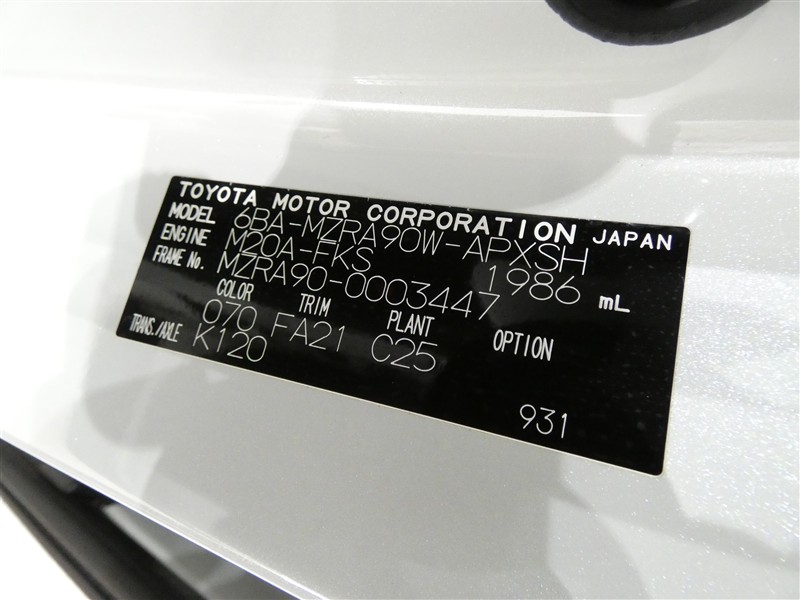 TOYOTA MOTOR CORPORATION JAPAN
MODEL 6BA-MZRA90W-APXSH
ENGINE M20A-FKS 1986 mL
FRAME No. MZRA90-0003447
COLOR TRIM PLANT OPTION
070 FA21 C25
TRANS./AXLE K120
931